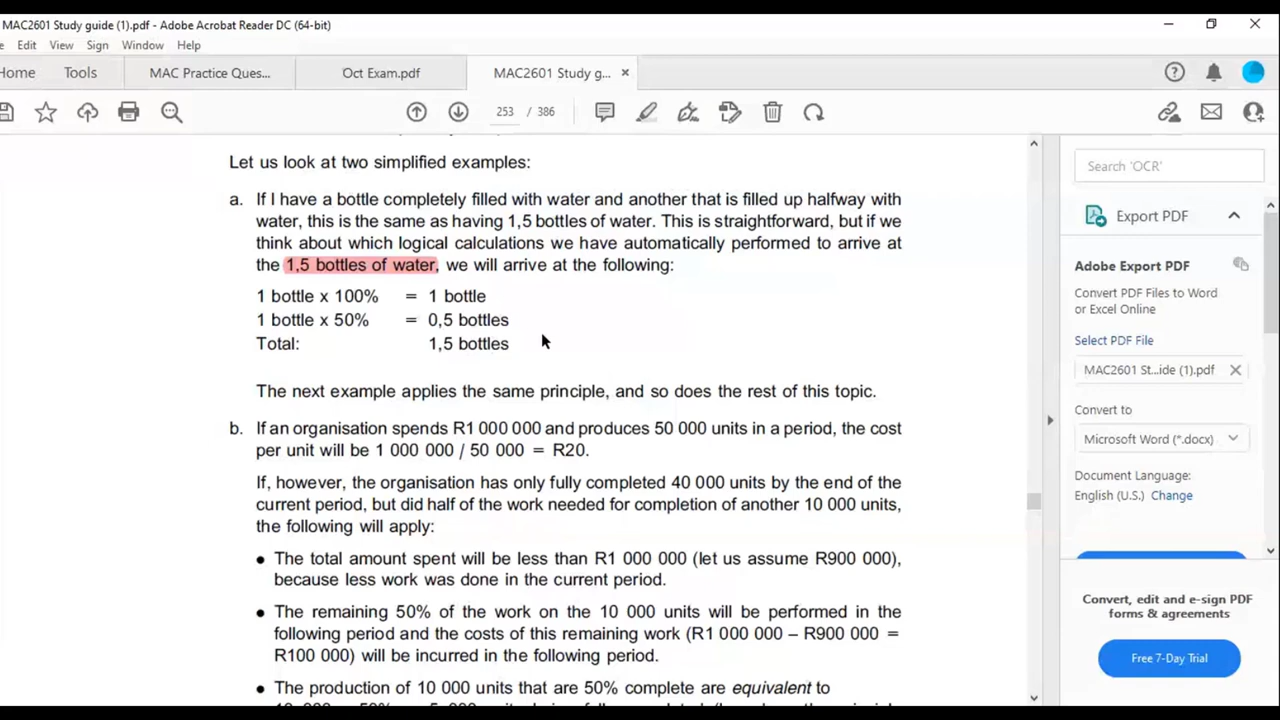 MAC2601 Study guide (1).pdf - Adobe Acrobat Reader DC (64-bit)
Edit View Sign Window Help
Home Tools MAC Practice Ques... Oct Exam.pdf MAC2601 Study g... ×
253 / 386
Let us look at two simplified examples:
a. If I have a bottle completely filled with water and another that is filled up halfway with
water, this is the same as having 1,5 bottles of water. This is straightforward, but if we
think about which logical calculations we have automatically performed to arrive at
the 1,5 bottles of water, we will arrive at the following:
1 bottle x 100% = 1 bottle
1 bottle x 50% = 0,5 bottles
Total: 1,5 bottles
The next example applies the same principle, and so does the rest of this topic.
b. If an organisation spends R1 000 000 and produces 50 000 units in a period, the cost
per unit will be 1 000 000 / 50 000 = R20.
If, however, the organisation has only fully completed 40 000 units by the end of the
current period, but did half of the work needed for completion of another 10 000 units,
the following will apply:
• The total amount spent will be less than R1 000 000 (let us assume R900 000),
because less work was done in the current period.
• The remaining 50% of the work on the 10 000 units will be performed in the
following period and the costs of this remaining work (R1 000 000 – R900 000 =
R100 000) will be incurred in the following period.
• The production of 10 000 units that are 50% complete are equivalent to
Search 'OCR'
Export PDF
Adobe Export PDF
Convert PDF Files to Word
or Excel Online
Select PDF File
MAC2601 St...ide (1).pdf
Convert to
Microsoft Word (*.docx)
Document Language:
English (U.S.) Change
Convert, edit and e-sign PDF
forms & agreements
Free 7-Day Trial